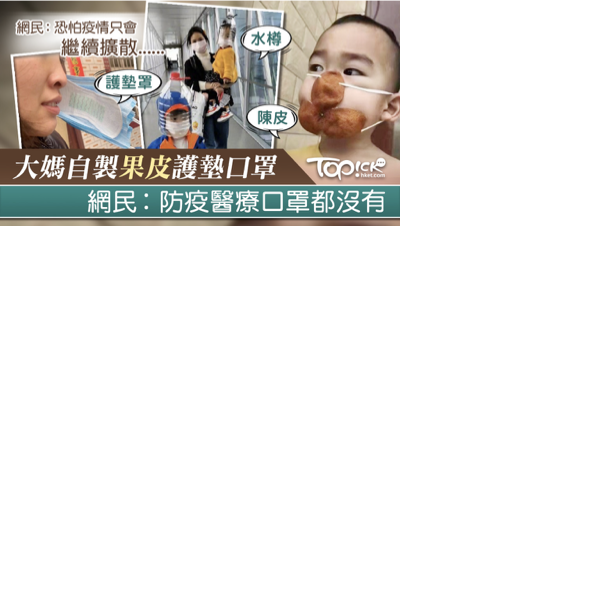 網民：恐怕疫情只會
繼續擴散......
水樽
護墊罩
陳皮
大媽自製果皮護墊口罩
TOPick
hket.com
網民：防疫醫療口罩都沒有